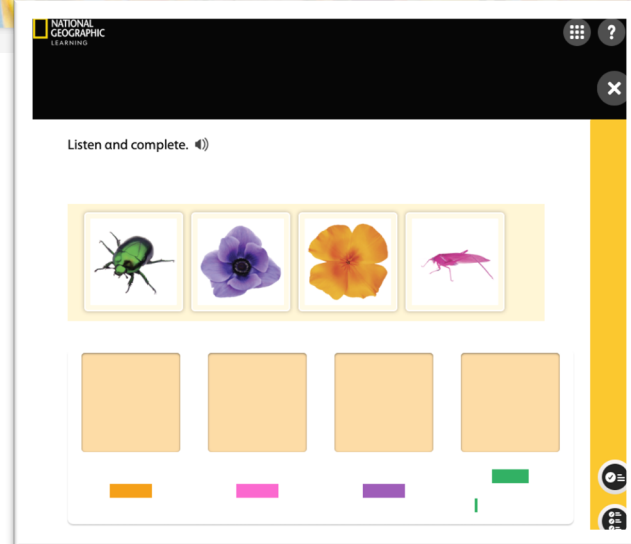 NATIONAL
GEOGRAPHIC
LEARNING
?
Listen and complete.